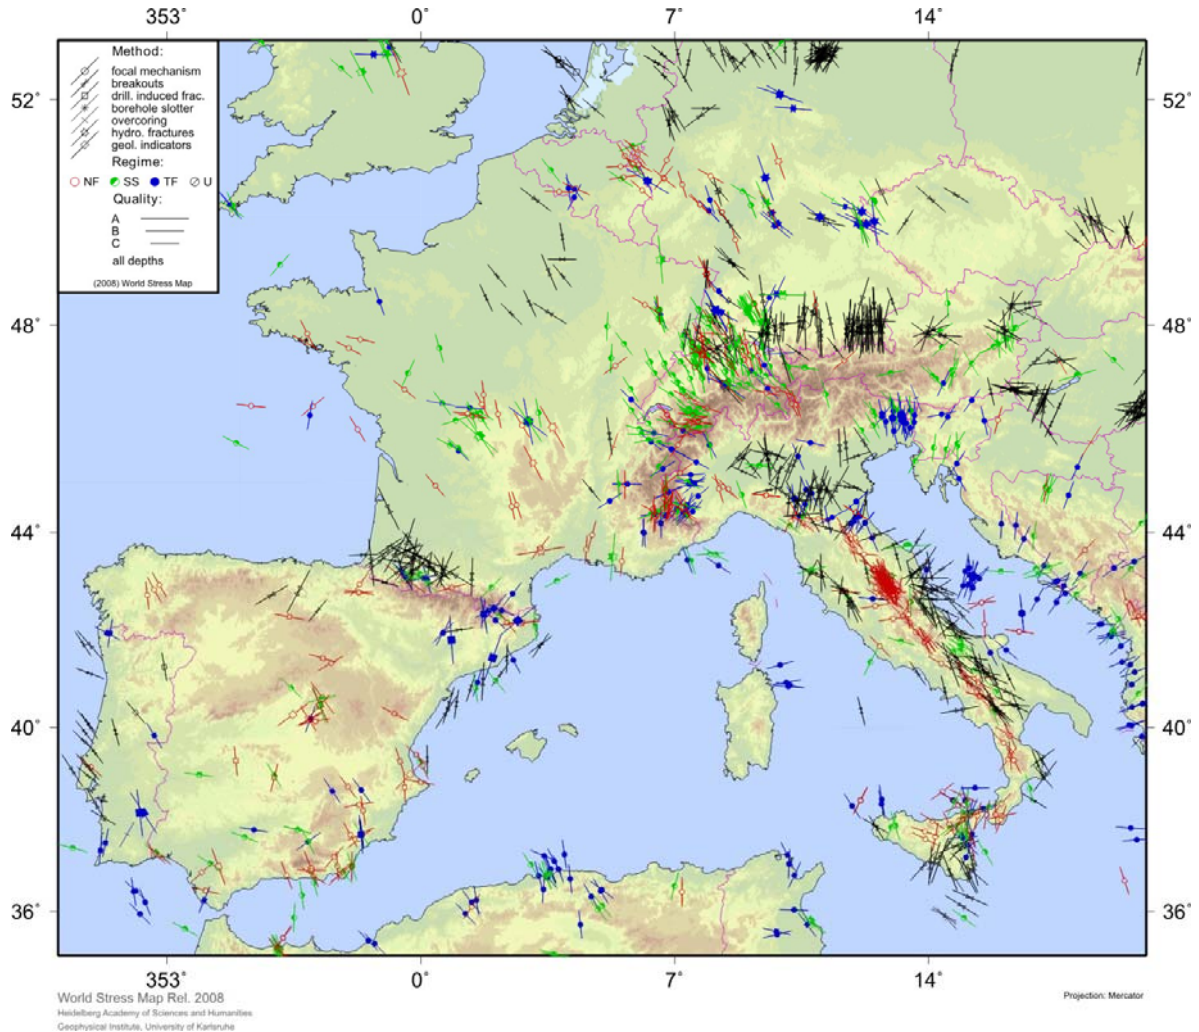 353° 0° 7° 14°
Method:
focal mechanism
breakouts
drill. induced frac.
borehole slotter
overcoring
hydro. fractures
geol. indicators
Regime:
NF SS TF U
Quality:
A
B
C
all depths
(2008) World Stress Map
52° 52°
48° 48°
44° 44°
40° 40°
36° 36°
353° 0° 7° 14°
World Stress Map Rel. 2008
Projection: Mercator
Heidelberg Academy of Sciences and Humanities
Geophysical Institute, University of Karlsruhe